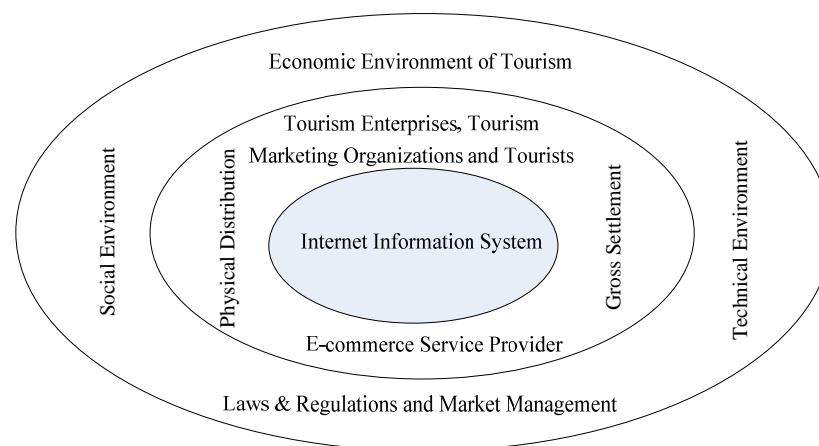 Economic Environment of Tourism
Tourism Enterprises, Tourism
Marketing Organizations and Tourists
Social Environment
Physical Distribution
Internet Information System
Gross Settlement
Technical Environment
E-commerce Service Provider
Laws & Regulations and Market Management